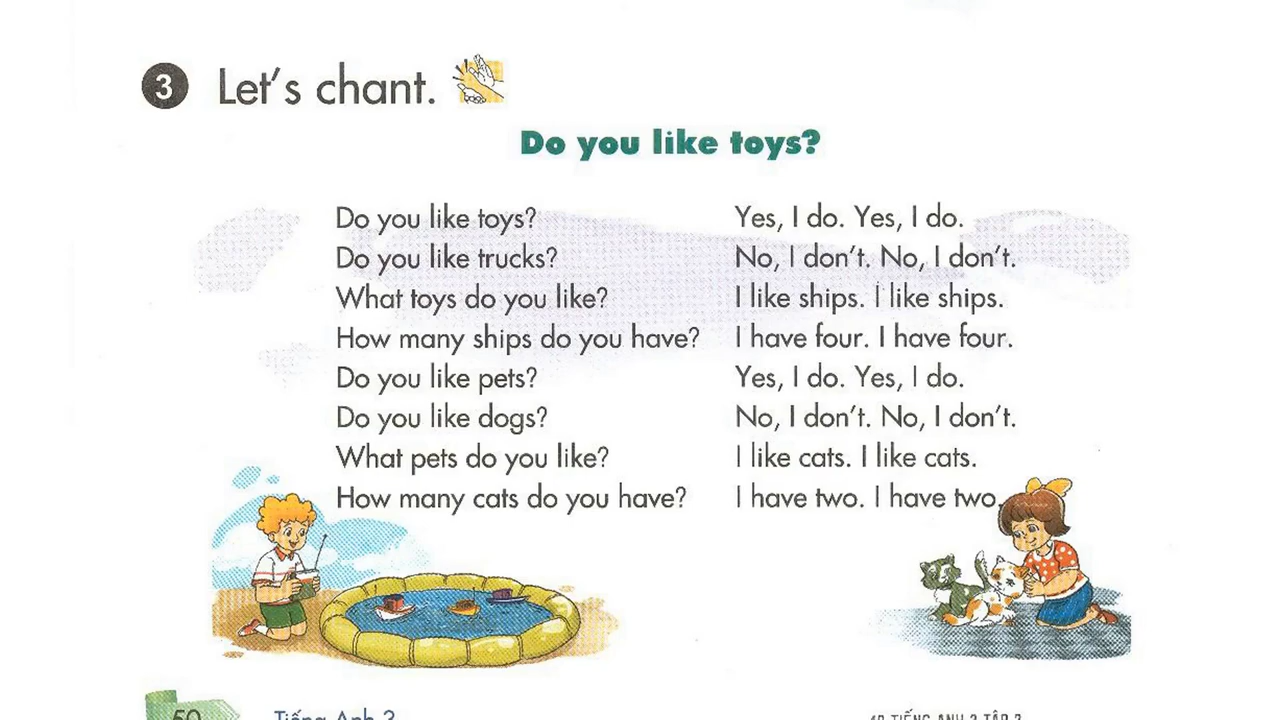 3 Let's chant.
Do you like toys?
Do you like toys? Yes, I do. Yes, I do.
Do you like trucks? No, I don't. No, I don't.
What toys do you like? I like ships. I like ships.
How many ships do you have? I have four. I have four.
Do you like pets? Yes, I do. Yes, I do.
Do you like dogs? No, I don't. No, I don't.
What pets do you like? I like cats. I like cats.
How many cats do you have? I have two. I have two.
50 Tiếng Anh 3